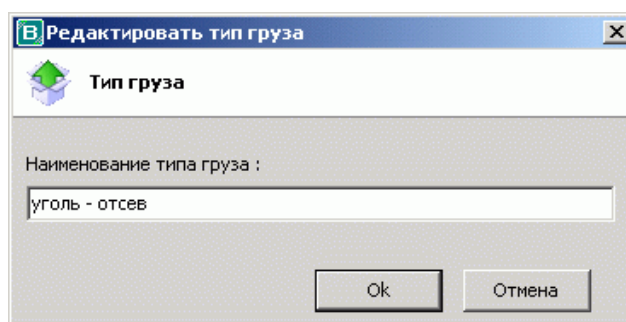 B Редактировать тип груза
Тип груза
Наименование типа груза :
уголь - отсев
Ok Отмена